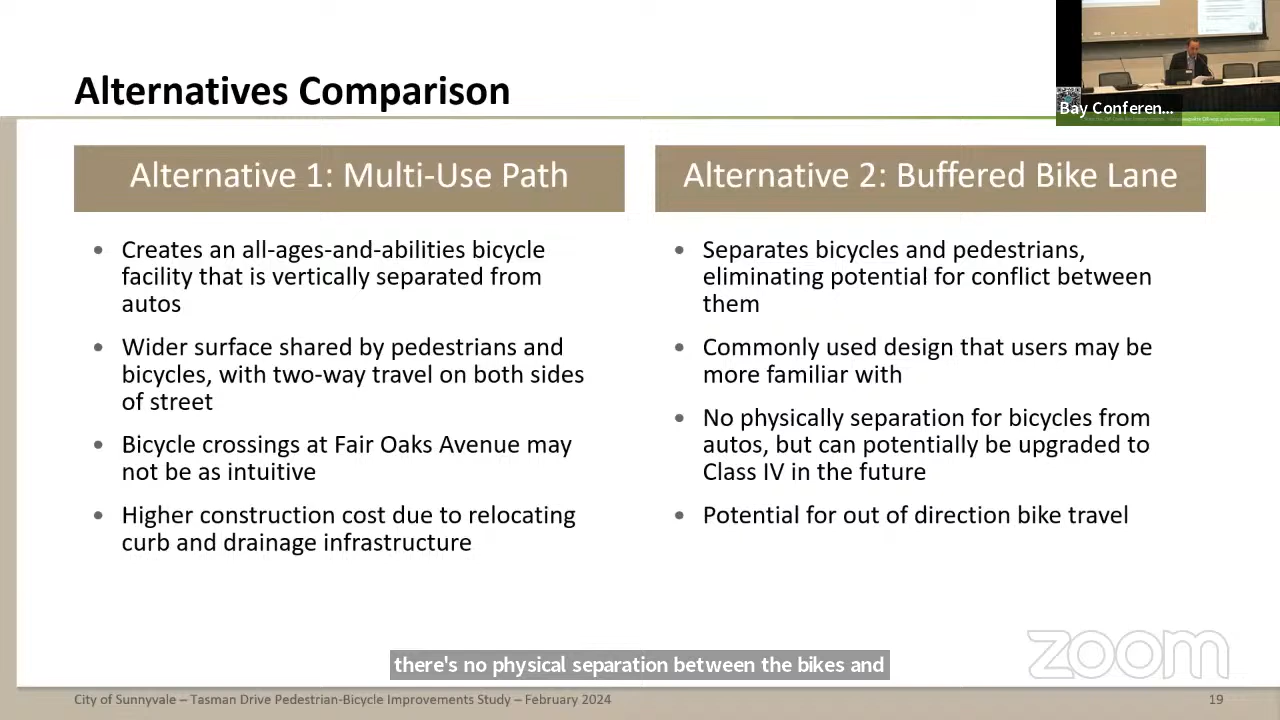 Alternatives Comparison
Bay Conferen...
Alternative 1: Multi-Use Path
Creates an all-ages-and-abilities bicycle
facility that is vertically separated from
autos
Wider surface shared by pedestrians and
bicycles, with two-way travel on both sides
of street
Bicycle crossings at Fair Oaks Avenue may
not be as intuitive
Higher construction cost due to relocating
curb and drainage infrastructure
Alternative 2: Buffered Bike Lane
Separates bicycles and pedestrians,
eliminating potential for conflict between
them
Commonly used design that users may be
more familiar with
No physically separation for bicycles from
autos, but can potentially be upgraded to
Class IV in the future
Potential for out of direction bike travel
zoom
there's no physical separation between the bikes and
City of Sunnyvale – Tasman Drive Pedestrian-Bicycle Improvements Study – February 2024
19